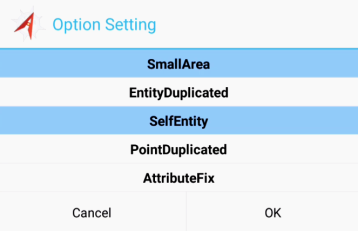 Option Setting
SmallArea
EntityDuplicated
SelfEntity
PointDuplicated
AttributeFix
Cancel
OK